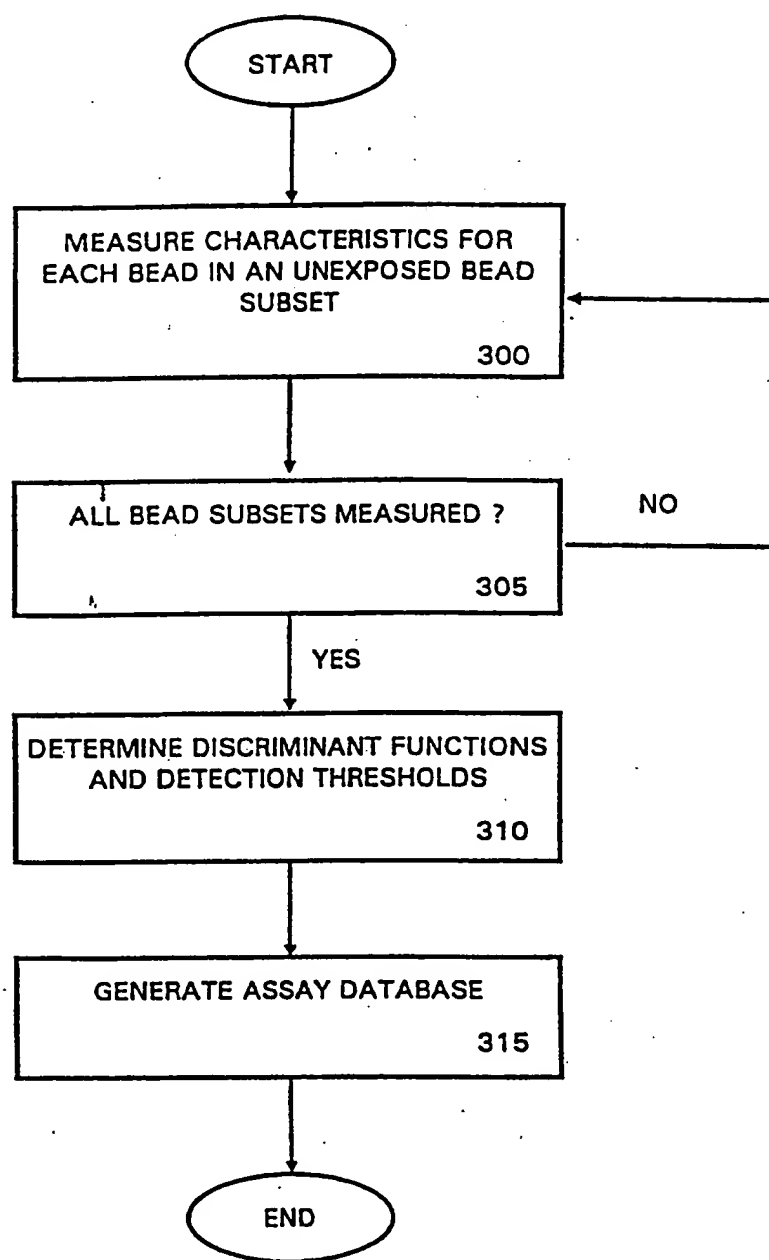 START
MEASURE CHARACTERISTICS FOR
EACH BEAD IN AN UNEXPOSED BEAD
SUBSET
300
ALL BEAD SUBSETS MEASURED ?
NO
305
YES
DETERMINE DISCRIMINANT FUNCTIONS
AND DETECTION THRESHOLDS
310
GENERATE ASSAY DATABASE
315
END